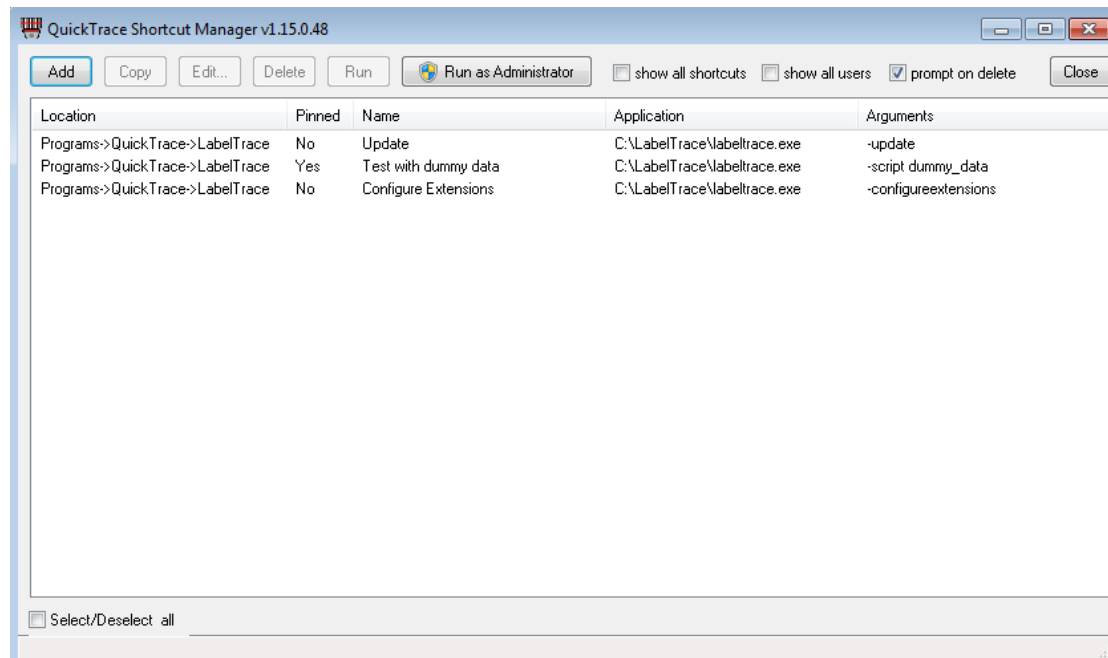 QuickTrace Shortcut Manager v1.15.0.48
Add Copy Edit... Delete Run Run as Administrator show all shortcuts show all users prompt on delete Close
Location Pinned Name Application Arguments
Programs->QuickTrace->LabelTrace No Update C:\LabelTrace\labeltrace.exe -update
Programs->QuickTrace->LabelTrace Yes Test with dummy data C:\LabelTrace\labeltrace.exe -script dummy_data
Programs->QuickTrace->LabelTrace No Configure Extensions C:\LabelTrace\labeltrace.exe -configureextensions
Select/Deselect all